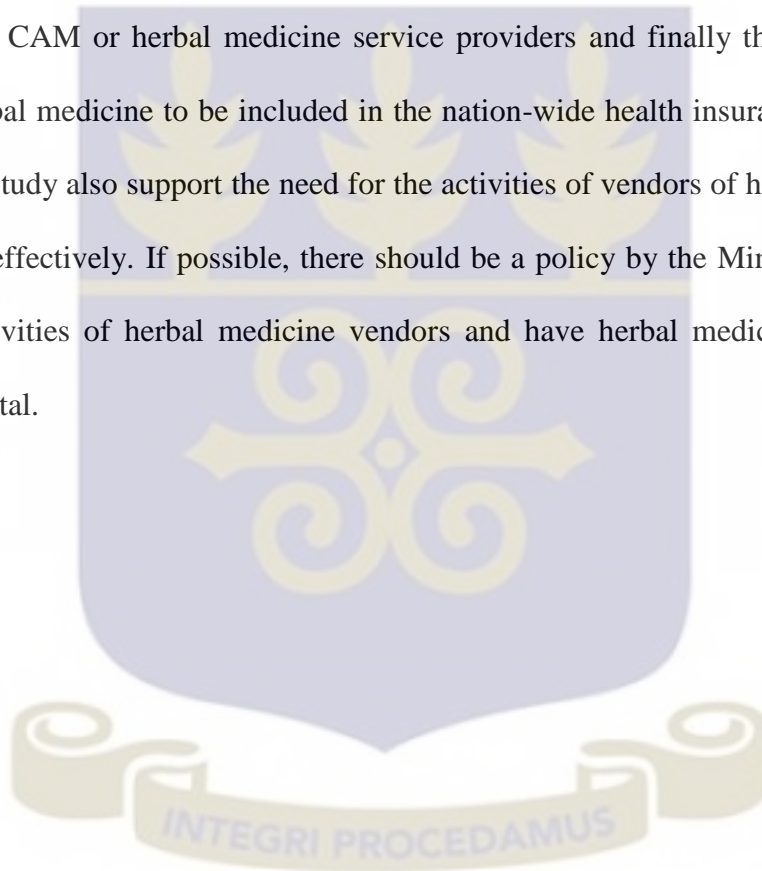 CAM or herbal medicine service providers and finally th
bal medicine to be included in the nation-wide health insura
tudy also support the need for the activities of vendors of h
effectively. If possible, there should be a policy by the Min
ivities of herbal medicine vendors and have herbal medic
tal.
INTEGRI PROCEDAMUS